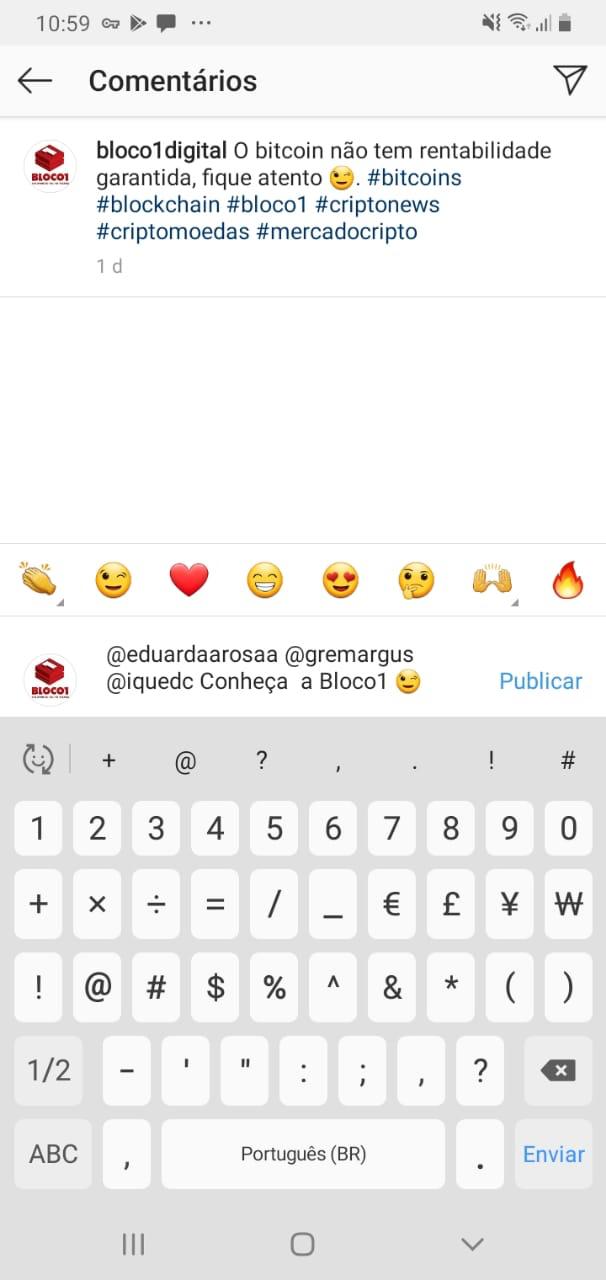 10:59
Comentários
BLOCO1
bloco1digital O bitcoin não tem rentabilidade
garantida, fique atento 😉. #bitcoins
#blockchain #bloco1 #criptonews
#criptomoedas #mercadocripto
1 d
@eduardaarosaa @gremargus
@iquedc Conheça  a Bloco1 😉
Publicar
BLOCO1
+ @ ? , . ! #
1 2 3 4 5 6 7 8 9 0
+ × ÷ = / _ € £ ¥ ₩
! @ # $ % ^ & * ( )
1/2 - ' " : ; , ?
ABC , Português (BR) . Enviar